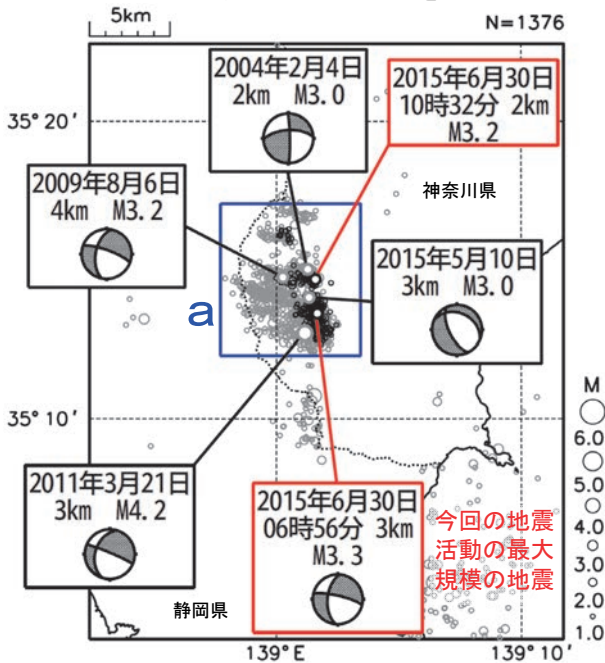 5km
N=1376
2004年2月4日
2km M3.0
2015年6月30日
10時32分 2km
M3.2
35° 20′
2009年8月6日
4km M3.2
神奈川県
2015年5月10日
3km M3.0
a
35° 10′
M
6.0
5.0
4.0
3.0
2.0
1.0
2011年3月21日
3km M4.2
2015年6月30日
06時56分 3km
M3.3
今回の地震
活動の最大
規模の地震
静岡県
139°E
139° 10′